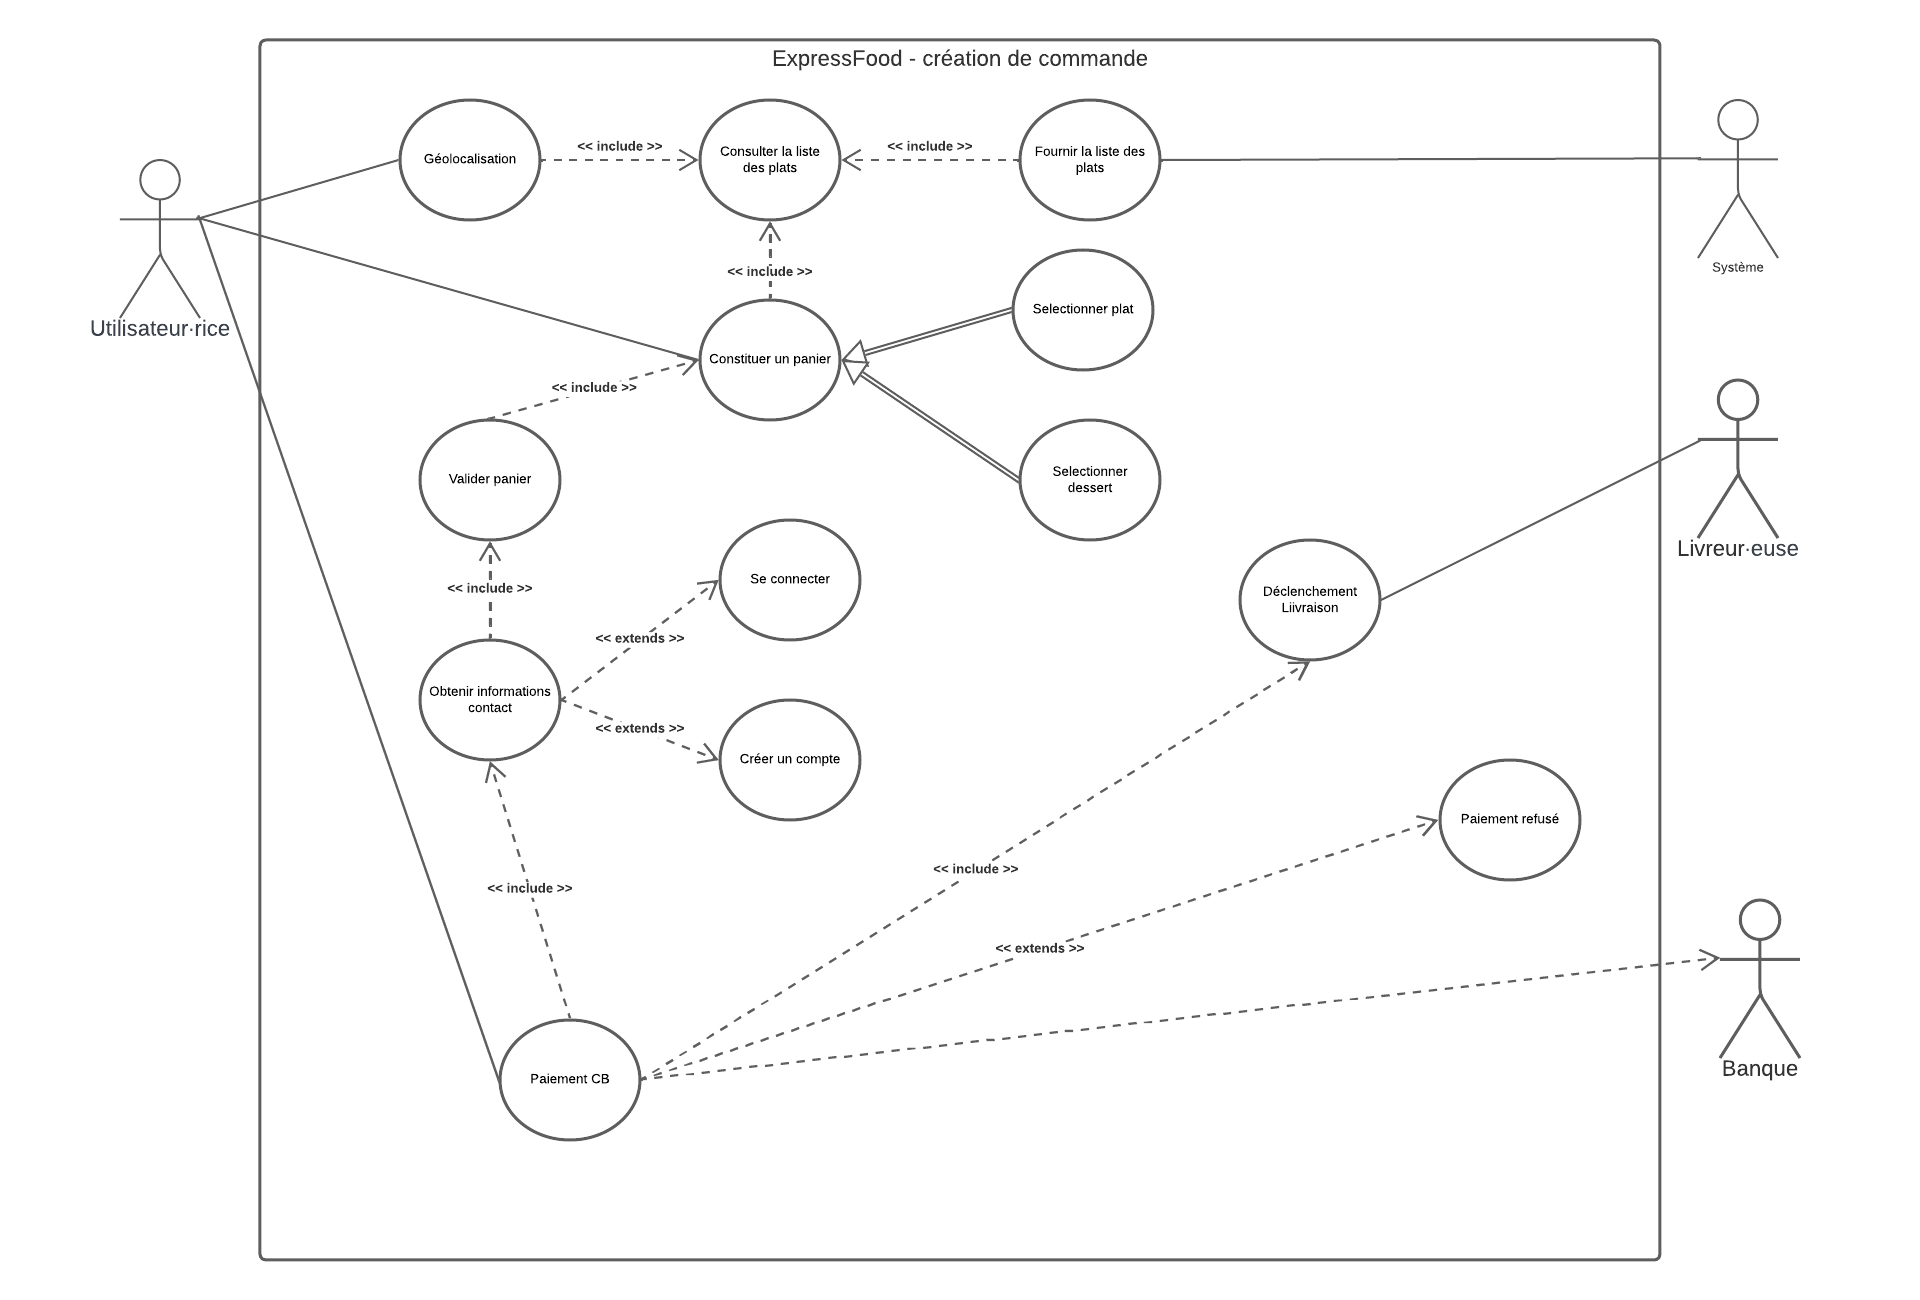 ExpressFood - création de commande
Géolocalisation
<< include >>
Consulter la liste
des plats
<< include >>
Fournir la liste des
plats
Système
Utilisateur·rice
<< include >>
Selectionner plat
Constituer un panier
<< include >>
Valider panier
Selectionner
dessert
Livreur·euse
<< include >>
Se connecter
Déclenchement
Liivraison
<< extends >>
Obtenir informations
contact
<< extends >>
Créer un compte
Paiement refusé
<< include >>
<< include >>
<< extends >>
Banque
Paiement CB